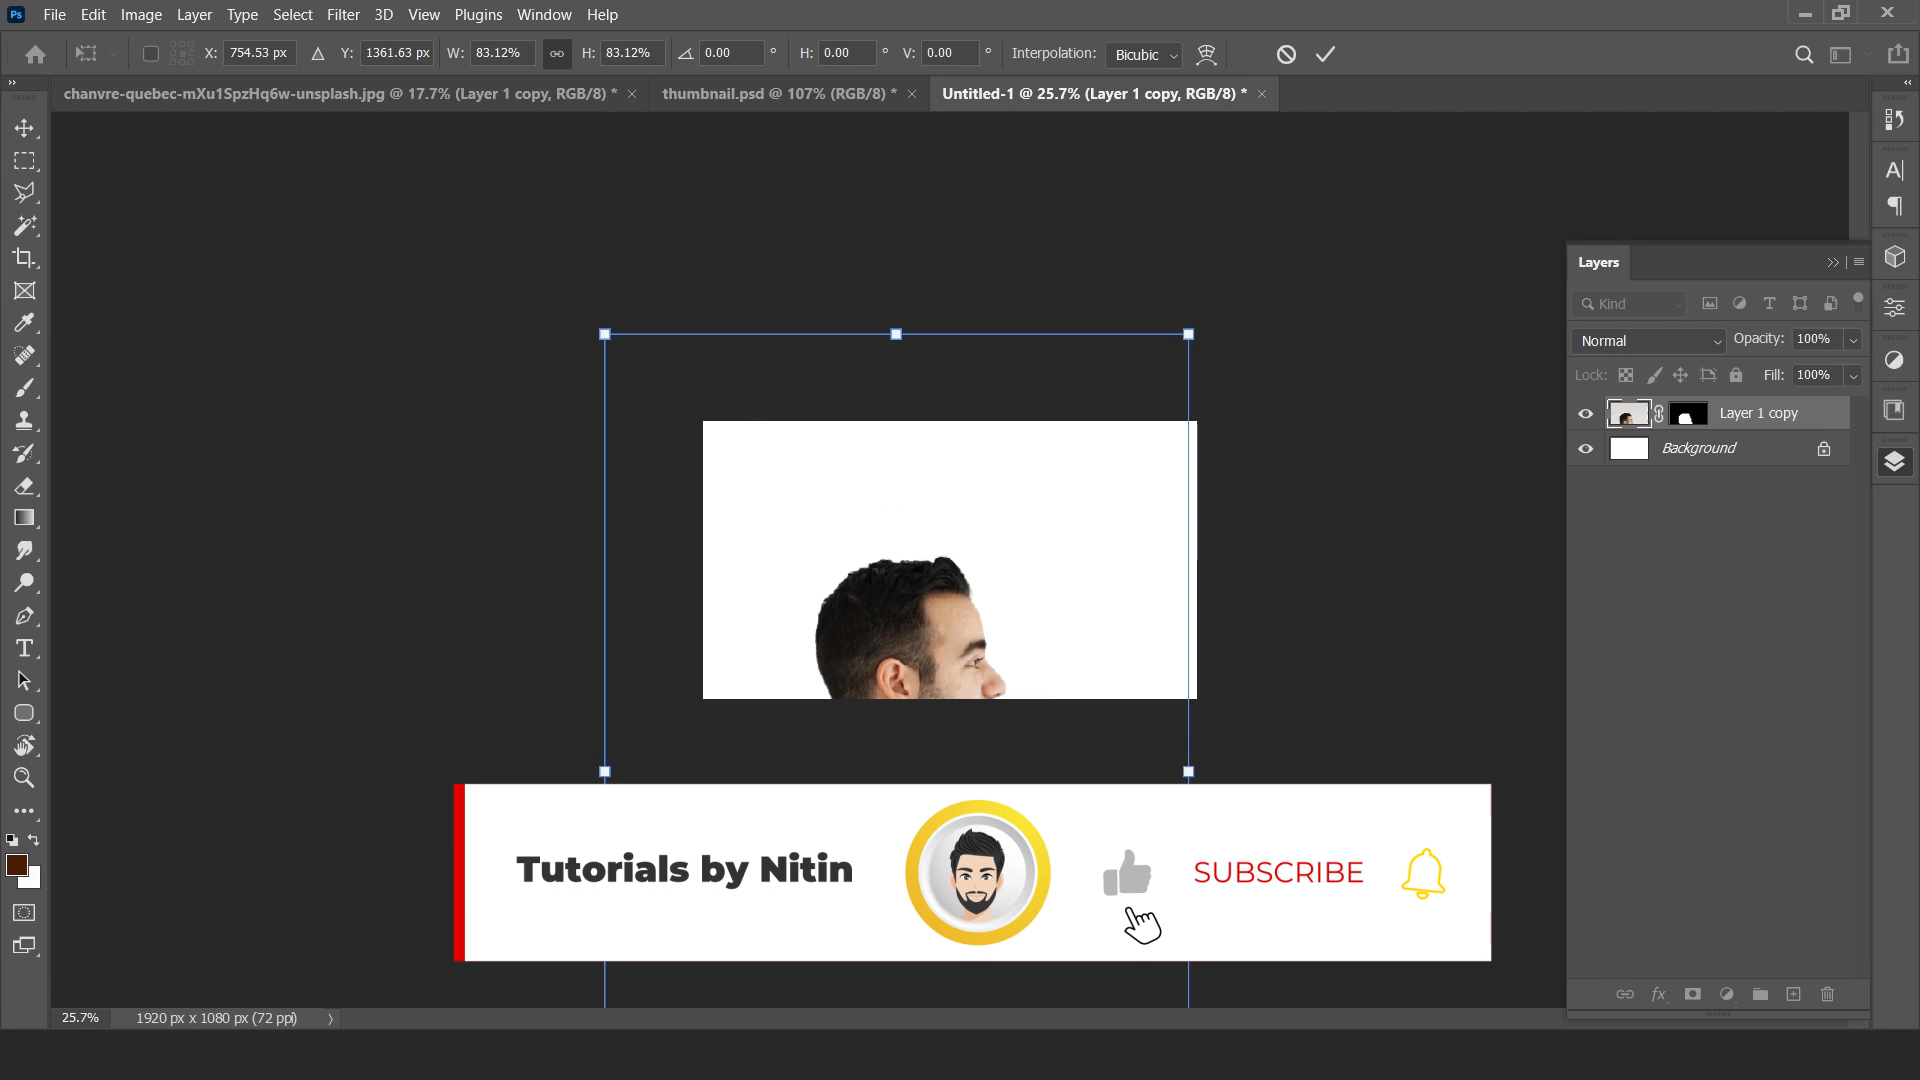 Ps File Edit Image Layer Type Select Filter 3D View Plugins Window Help
X: 754.53 px Y: 1361.63 px W: 83.12% H: 83.12% 0.00 ° H: 0.00 ° V: 0.00 ° Interpolation: Bicubic
chanvre-quebec-mXu1SpzHq6w-unsplash.jpg @ 17.7% (Layer 1 copy, RGB/8) * thumbnail.psd @ 107% (RGB/8) * Untitled-1 @ 25.7% (Layer 1 copy, RGB/8) *
Layers
Kind
Normal Opacity: 100%
Lock: Fill: 100%
Layer 1 copy
Background
Tutorials by Nitin SUBSCRIBE
fx
25.7% 1920 px x 1080 px (72 ppi)